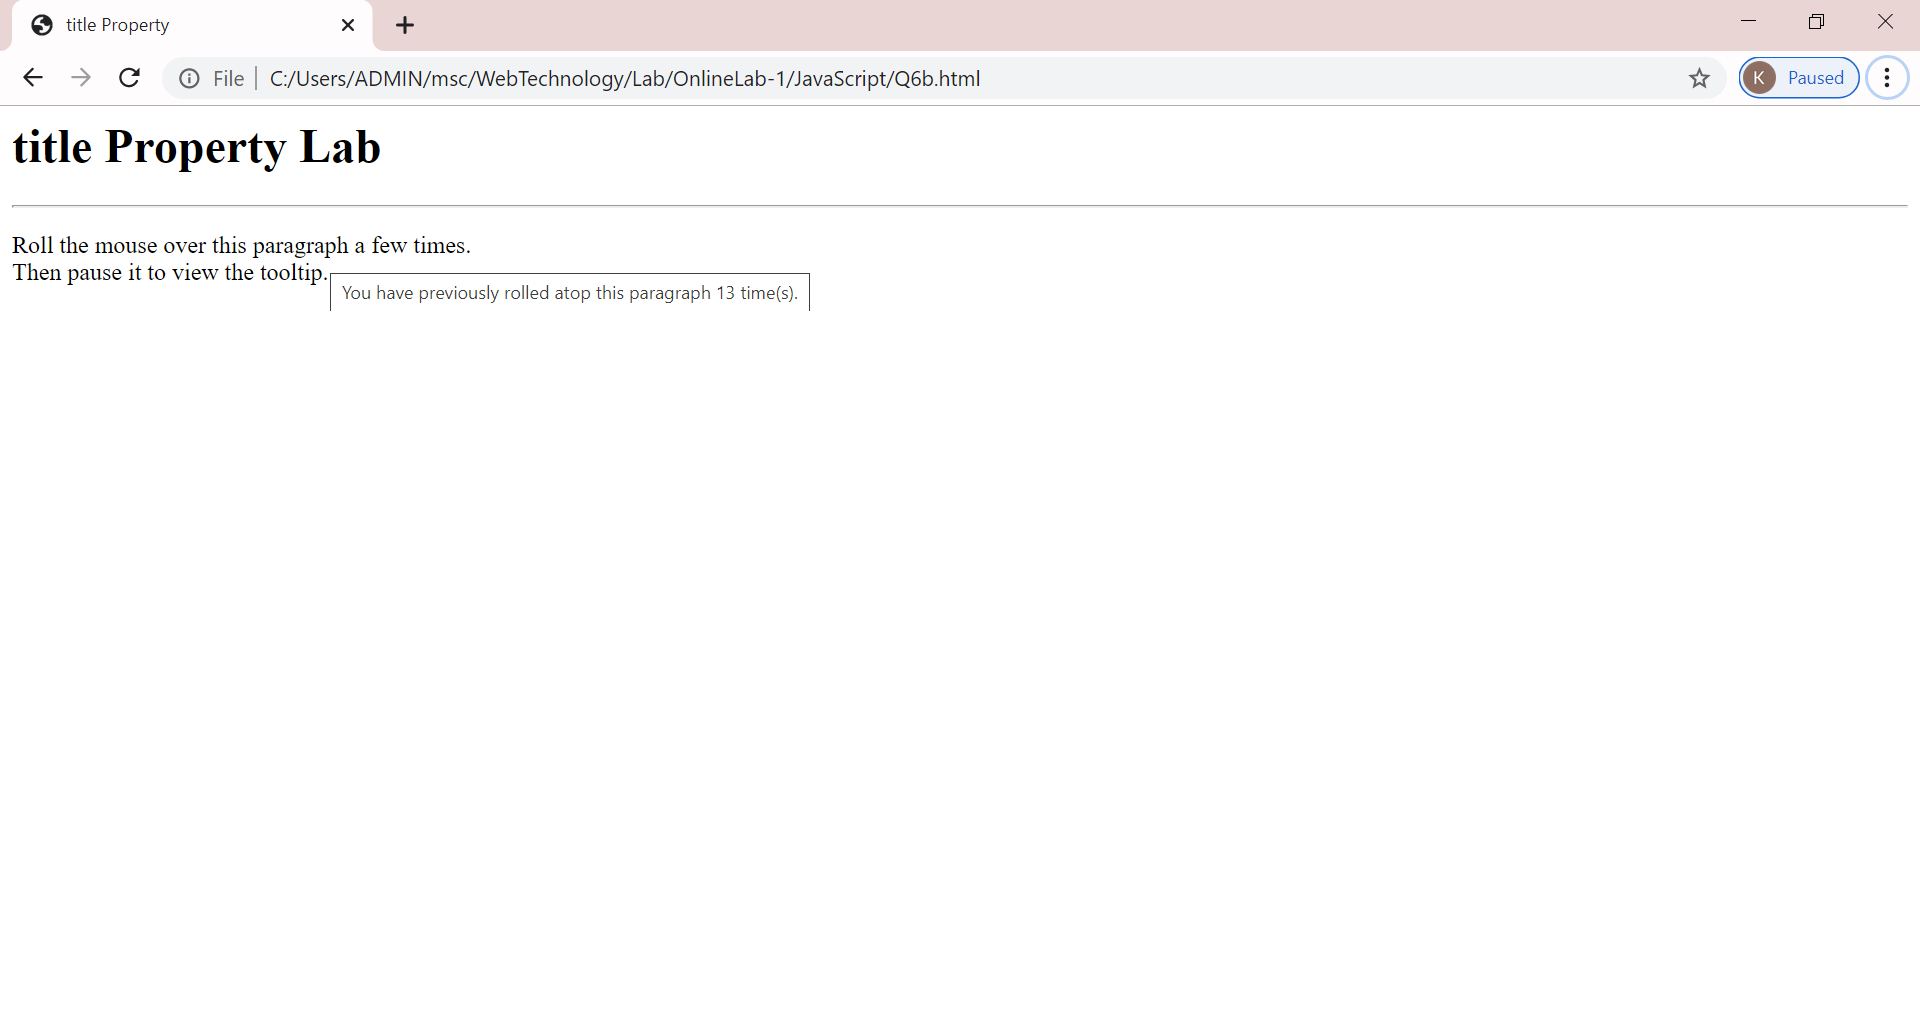 title Property
File C:/Users/ADMIN/msc/WebTechnology/Lab/OnlineLab-1/JavaScript/Q6b.html
K Paused
title Property Lab
Roll the mouse over this paragraph a few times.
Then pause it to view the tooltip.
You have previously rolled atop this paragraph 13 time(s).